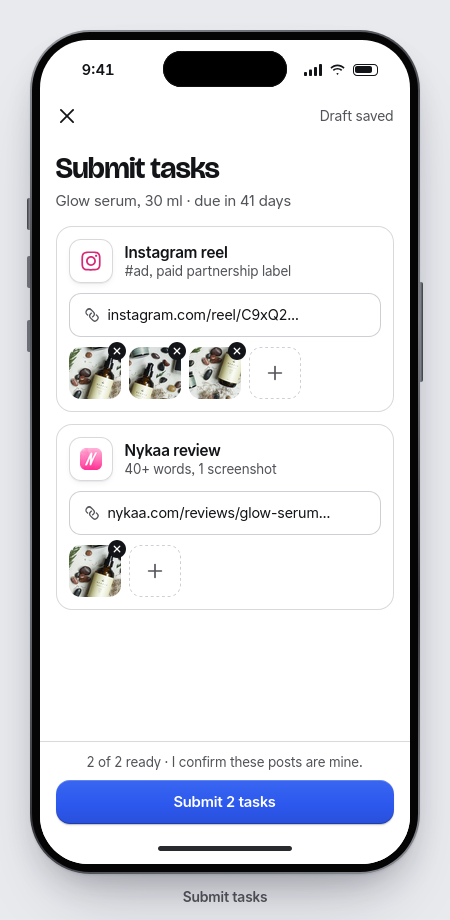 9:41
Draft saved
Submit tasks
Glow serum, 30 ml · due in 41 days
Instagram reel
#ad, paid partnership label
instagram.com/reel/C9xQ2...
Nykaa review
40+ words, 1 screenshot
nykaa.com/reviews/glow-serum...
2 of 2 ready · I confirm these posts are mine.
Submit 2 tasks
Submit tasks